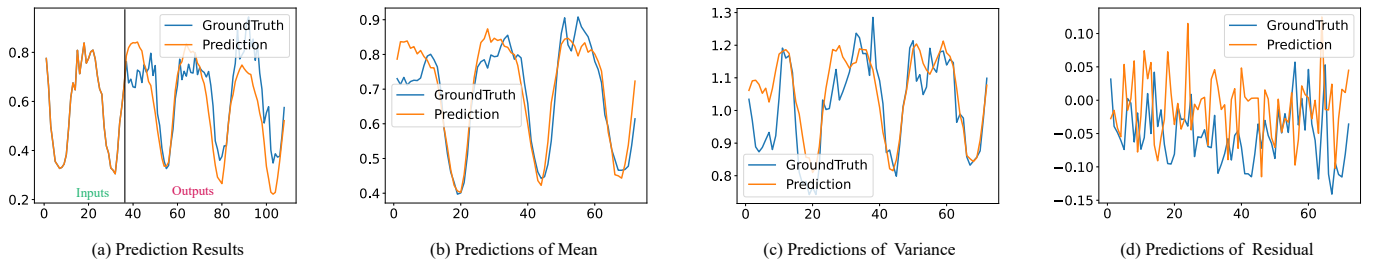 GroundTruth
Prediction
0.8
0.6
0.4
0.2
Inputs
Outputs
0 20 40 60 80 100
(a) Prediction Results
0.9
0.8
0.7
0.6
0.5
0.4
GroundTruth
Prediction
0 20 40 60
(b) Predictions of Mean
1.3
1.2
1.1
1.0
0.9
0.8
GroundTruth
Prediction
0 20 40 60
(c) Predictions of Variance
0.10
0.05
0.00
−0.05
−0.10
−0.15
GroundTruth
Prediction
0 20 40 60
(d) Predictions of Residual